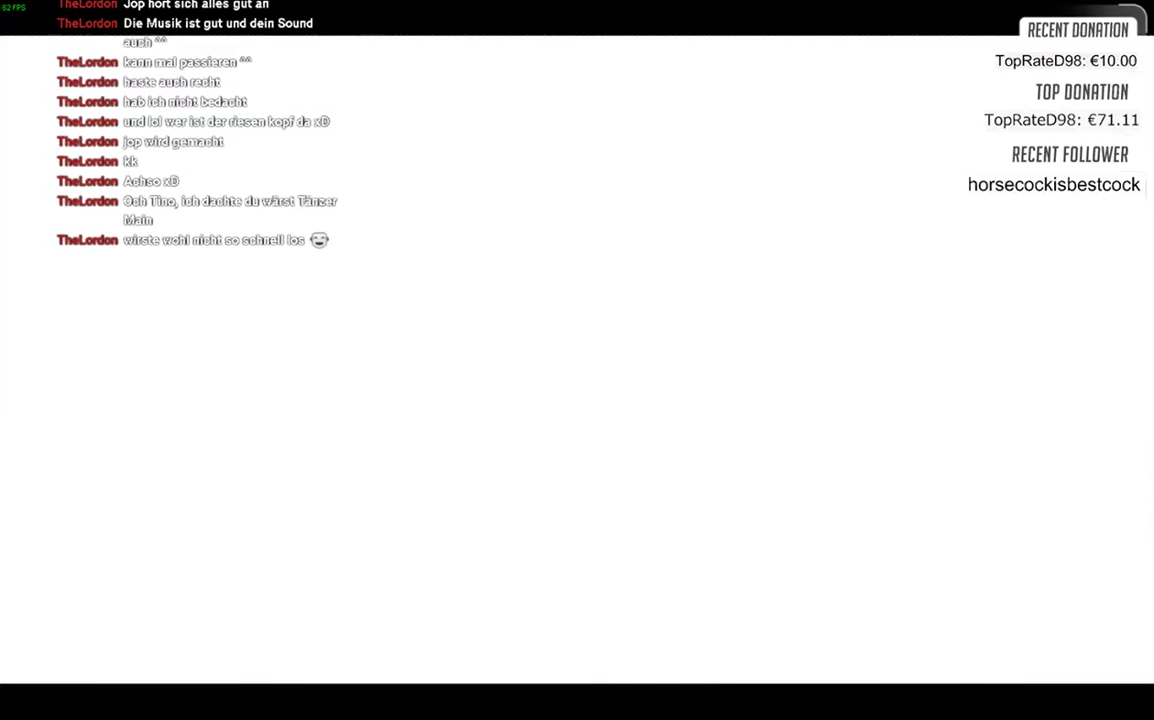 62 FPS
TheLordon Jop hört sich alles gut an
TheLordon Die Musik ist gut und dein Sound
auch ^^
TheLordon kann mal passieren ^^
TheLordon haste auch recht
TheLordon hab ich nicht bedacht
TheLordon und lol wer ist der riesen kopf da xD
TheLordon jop wird gemacht
TheLordon kk
TheLordon Achso xD
TheLordon Och Tino, ich dachte du wärst Tänzer
Main
TheLordon wirste wohl nicht so schnell los
RECENT DONATION
TopRateD98: €10.00
TOP DONATION
TopRateD98: €71.11
RECENT FOLLOWER
horsecockisbestcock